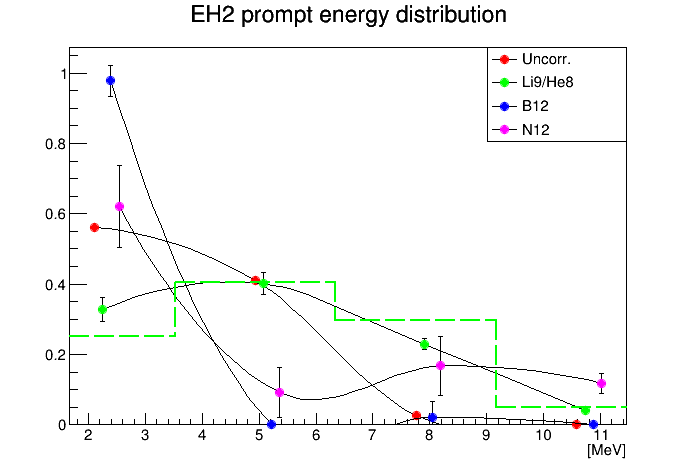 EH2 prompt energy distribution
Uncorr.
Li9/He8
B12
N12
1
0.8
0.6
0.4
0.2
0
2 3 4 5 6 7 8 9 10 11
[MeV]